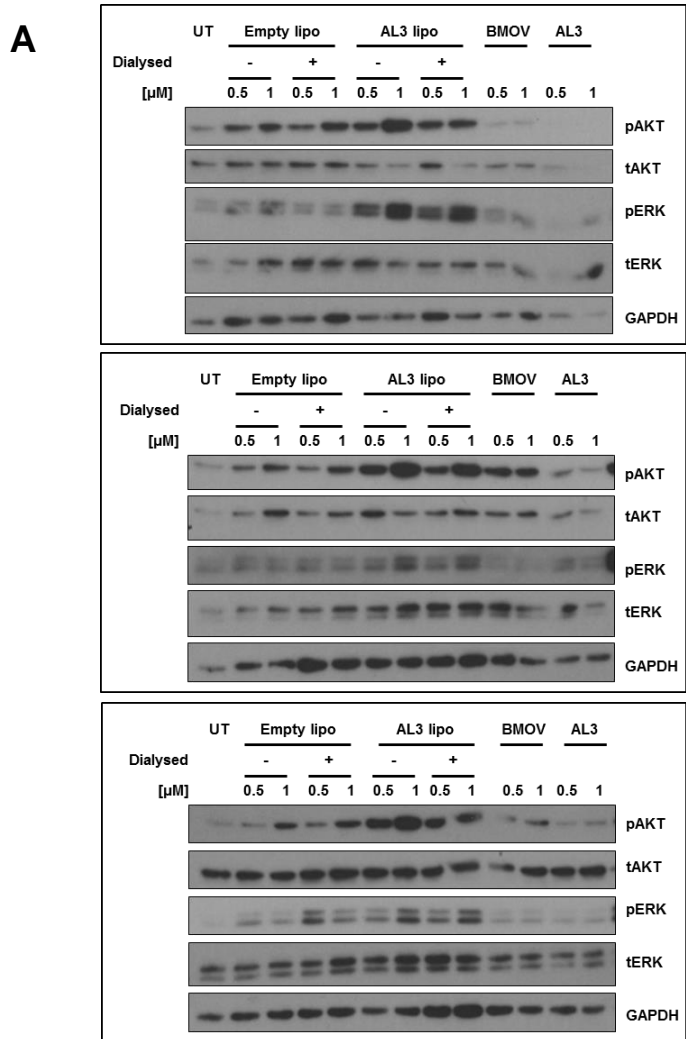 A
UT Empty lipo AL3 lipo BMOV AL3
Dialysed - + - +
[µM] 0.5 1 0.5 1 0.5 1 0.5 1 0.5 1 0.5 1
pAKT
tAKT
pERK
tERK
GAPDH
UT Empty lipo AL3 lipo BMOV AL3
Dialysed - + - +
[µM] 0.5 1 0.5 1 0.5 1 0.5 1 0.5 1 0.5 1
pAKT
tAKT
pERK
tERK
GAPDH
UT Empty lipo AL3 lipo BMOV AL3
Dialysed - + - +
[µM] 0.5 1 0.5 1 0.5 1 0.5 1 0.5 1 0.5 1
pAKT
tAKT
pERK
tERK
GAPDH